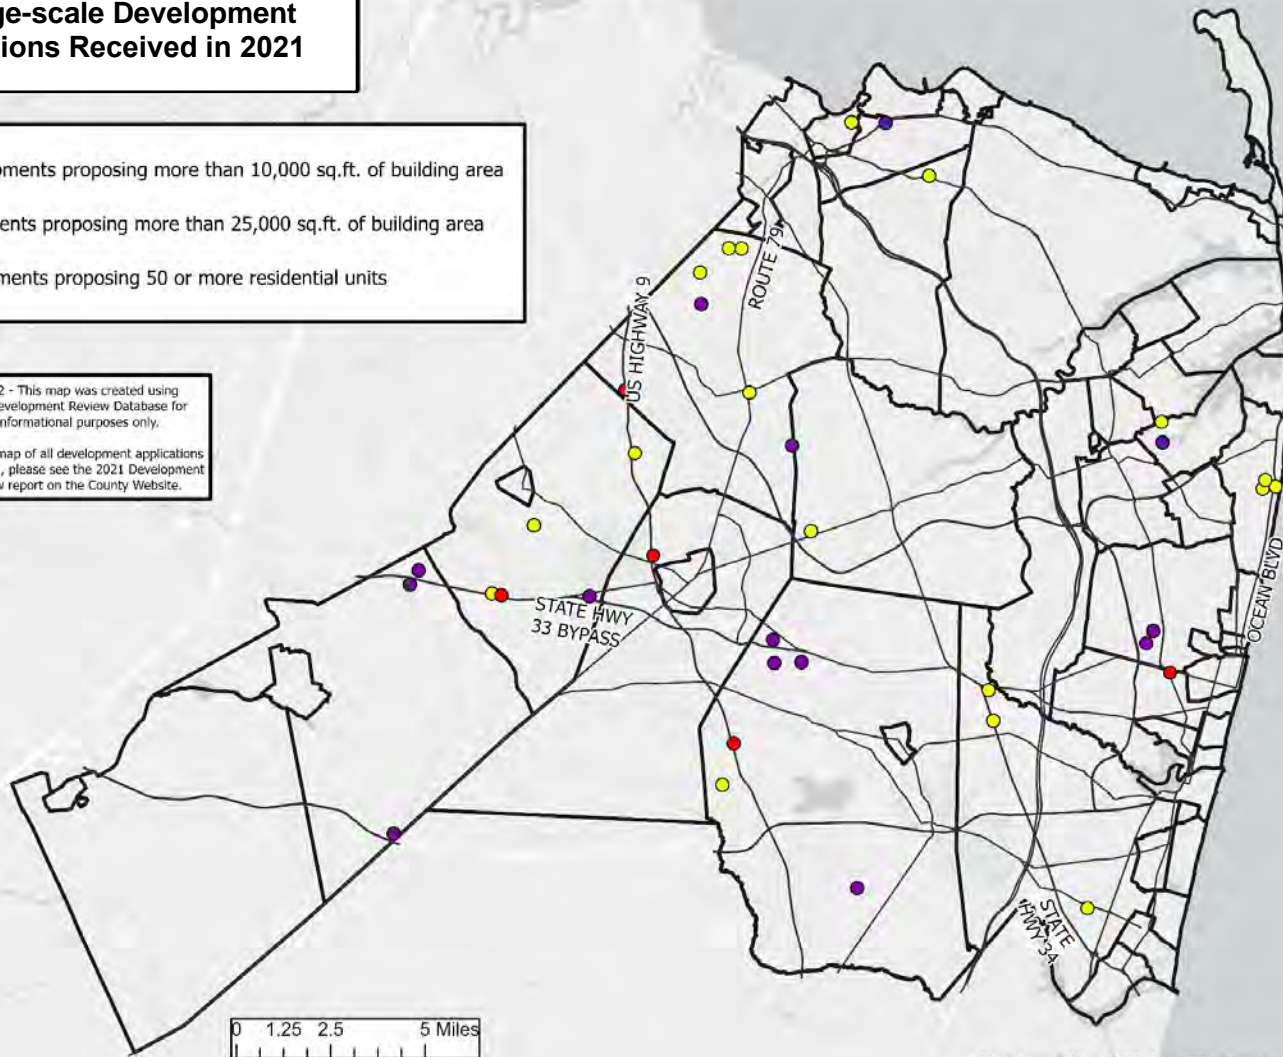 ge-scale Development
ions Received in 2021
pments proposing more than 10,000 sq.ft. of building area
ents proposing more than 25,000 sq.ft. of building area
ments proposing 50 or more residential units
2 - This map was created using
evelopment Review Database for
nformational purposes only.
map of all development applications
, please see the 2021 Development
w report on the County Website.
ROUTE 79
US HIGHWAY 9
STATE HWY
33 BYPASS
OCEAN BLVD
STATE
HWY 34
0 1.25 2.5 5 Miles